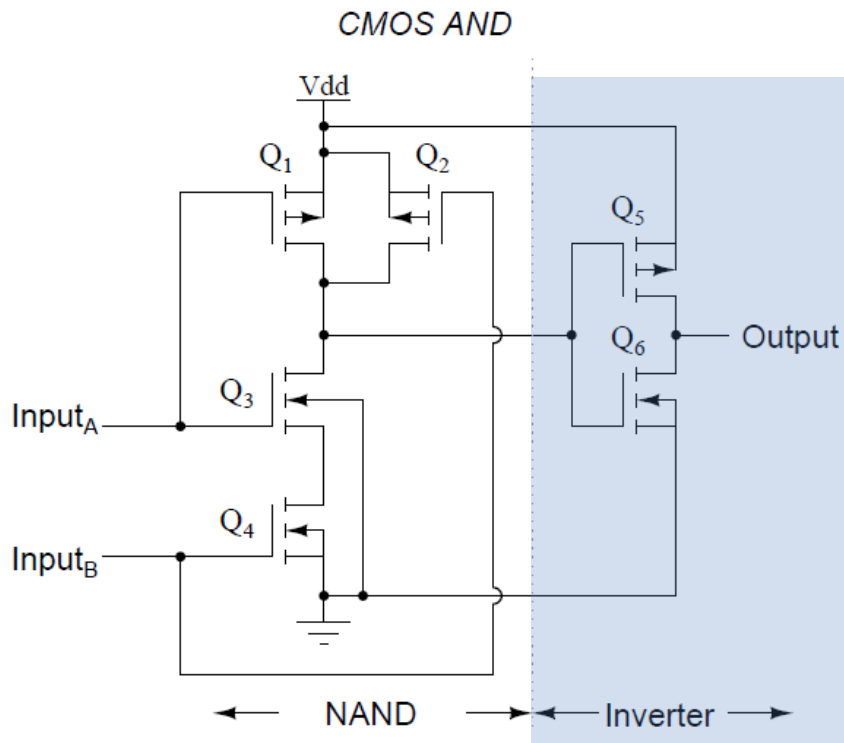 CMOS AND
Vdd
Q1 Q2
Q5
Q6 Output
Q3
InputA
Q4
InputB
NAND Inverter